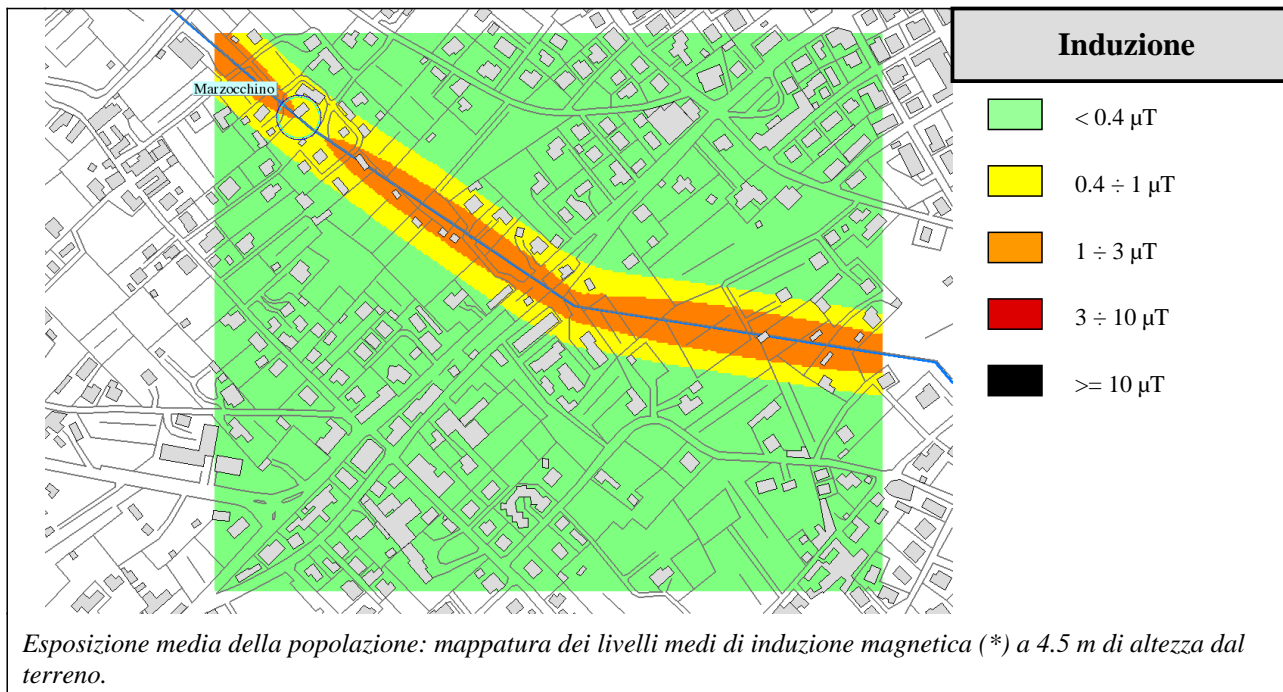 Marzocchino
Induzione
< 0.4 µT
0.4 ÷ 1 µT
1 ÷ 3 µT
3 ÷ 10 µT
>= 10 µT
Esposizione media della popolazione: mappatura dei livelli medi di induzione magnetica (*) a 4.5 m di altezza dal
terreno.